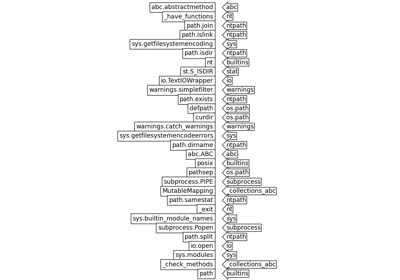 abc.abstractmethod abc
_have_functions nt
path.join ntpath
path.islink ntpath
sys.getfilesystemencoding sys
path.isdir ntpath
nt builtins
st.S_ISDIR stat
io.TextIOWrapper io
warnings.simplefilter warnings
path.exists ntpath
defpath os.path
curdir os.path
warnings.catch_warnings warnings
sys.getfilesystemencodeerrors sys
path.dirname ntpath
abc.ABC abc
posix builtins
pathsep os.path
subprocess.PIPE subprocess
MutableMapping _collections_abc
path.samestat ntpath
_exit nt
sys.builtin_module_names sys
subprocess.Popen subprocess
path.split ntpath
io.open io
sys.modules sys
_check_methods _collections_abc
path builtins